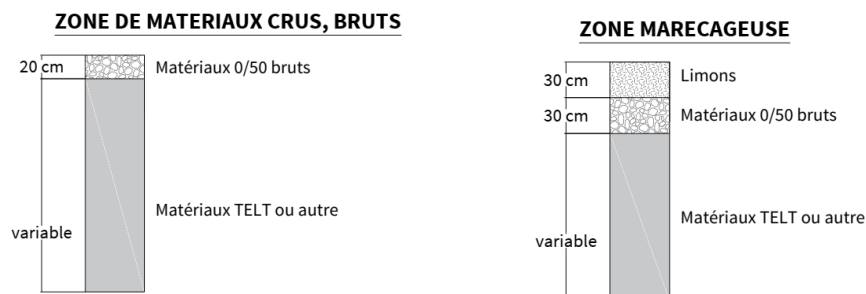 ZONE DE MATERIAUX CRUS, BRUTS
20 cm
Matériaux 0/50 bruts
variable
Matériaux TELT ou autre
ZONE MARECAGEUSE
30 cm
Limons
30 cm
Matériaux 0/50 bruts
variable
Matériaux TELT ou autre